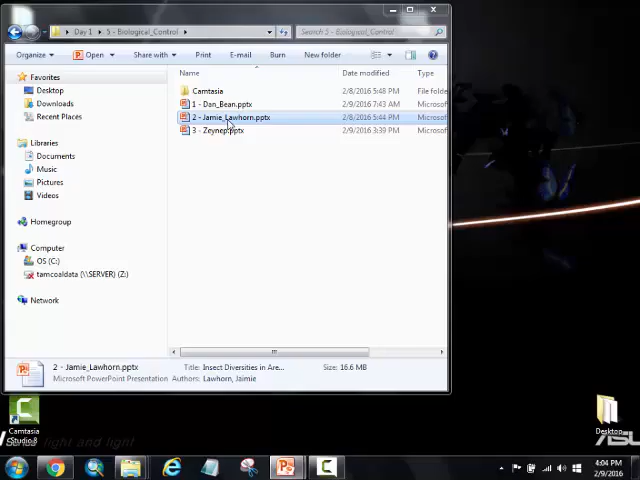 Day 1 ▸ 5 - Biological_Control ▸
Search 5 - Biological_Control
Organize
Open
Share with
Print
E-mail
Burn
New folder
Name
Date modified
Type
Favorites
Desktop
Downloads
Recent Places
Libraries
Documents
Music
Pictures
Videos
Homegroup
Computer
OS (C:)
tamcoaldata (\\SERVER) (Z:)
Network
Camtasia 2/8/2016 5:48 PM File folde
1 - Dan_Bean.pptx 2/9/2016 7:43 AM Microsof
2 - Jamie_Lawhorn.pptx 2/8/2016 5:44 PM Microsof
3 - Zeynep.pptx 2/9/2016 3:39 PM Microsof
2 - Jamie_Lawhorn.pptx Title: Insect Diversities in Are... Size: 16.6 MB
Microsoft PowerPoint Presentation Authors: Lawhorn, Jaimie
Camtasia
Studio 8
light and light
Desktop
4:04 PM
2/9/2016